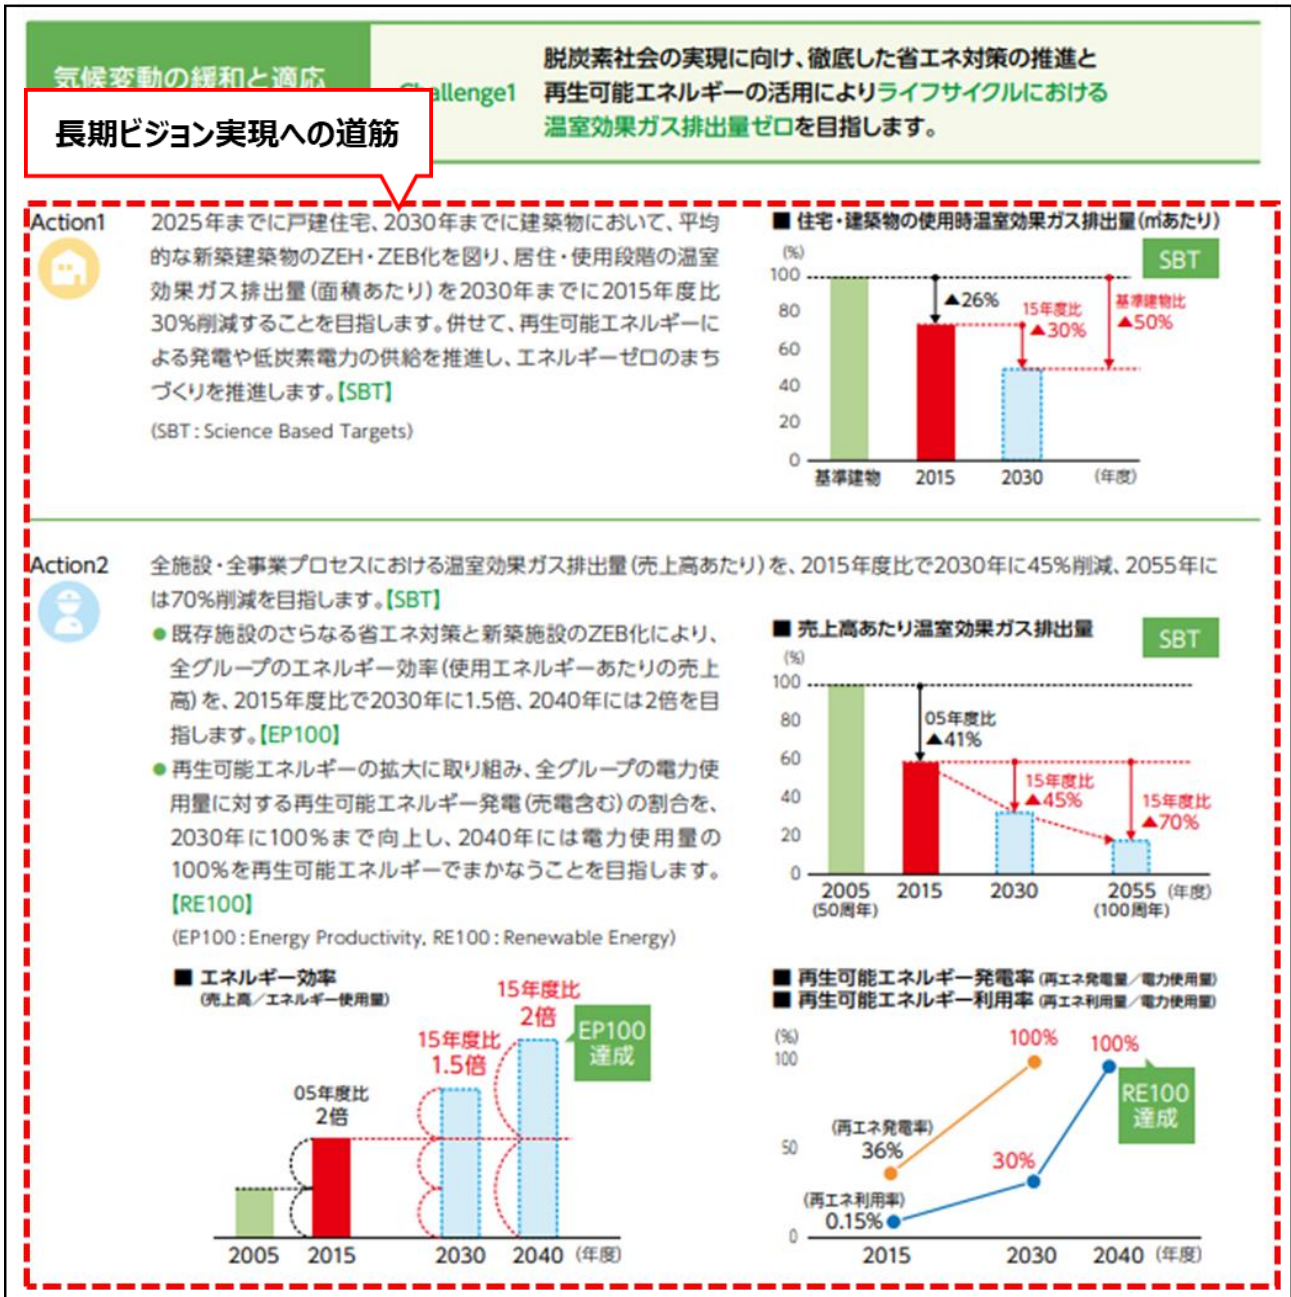 気候変動の緩和と適応
長期ビジョン実現への道筋
Challenge1
脱炭素社会の実現に向け、徹底した省エネ対策の推進と
再生可能エネルギーの活用によりライフサイクルにおける
温室効果ガス排出量ゼロを目指します。
Action1
2025年までに戸建住宅、2030年までに建築物において、平均
的な新築建築物のZEH・ZEB化を図り、居住・使用段階の温室
効果ガス排出量(面積あたり)を2030年までに2015年度比
30%削減することを目指します。併せて、再生可能エネルギーに
よる発電や低炭素電力の供給を推進し、エネルギーゼロのまち
づくりを推進します。【SBT】
(SBT：Science Based Targets)
■ 住宅・建築物の使用時温室効果ガス排出量(㎡あたり)
SBT
(%)
100
80
60
40
20
0
▲26%
15年度比
▲30%
基準建物比
▲50%
基準建物 2015 2030 (年度)
Action2
全施設・全事業プロセスにおける温室効果ガス排出量(売上高あたり)を、2015年度比で2030年に45%削減、2055年に
は70%削減を目指します。【SBT】
● 既存施設のさらなる省エネ対策と新築施設のZEB化により、
全グループのエネルギー効率(使用エネルギーあたりの売上
高)を、2015年度比で2030年に1.5倍、2040年には2倍を目
指します。【EP100】
● 再生可能エネルギーの拡大に取り組み、全グループの電力使
用量に対する再生可能エネルギー発電(売電含む)の割合を、
2030年に100%まで向上し、2040年には電力使用量の
100%を再生可能エネルギーでまかなうことを目指します。
【RE100】
(EP100：Energy Productivity, RE100：Renewable Energy)
■ 売上高あたり温室効果ガス排出量
SBT
(%)
100
80
60
40
20
0
05年度比
▲41%
15年度比
▲45%
15年度比
▲70%
2005 2015 2030 2055 (年度)
(50周年) (100周年)
■ エネルギー効率
(売上高／エネルギー使用量)
05年度比
2倍
15年度比
1.5倍
15年度比
2倍
EP100
達成
2005 2015 2030 2040 (年度)
■ 再生可能エネルギー発電率 (再エネ発電量／電力使用量)
■ 再生可能エネルギー利用率 (再エネ利用量／電力使用量)
(%)
100
50
0
100%
100%
RE100
達成
(再エネ発電率)
36%
30%
(再エネ利用率)
0.15%
2015 2030 2040 (年度)